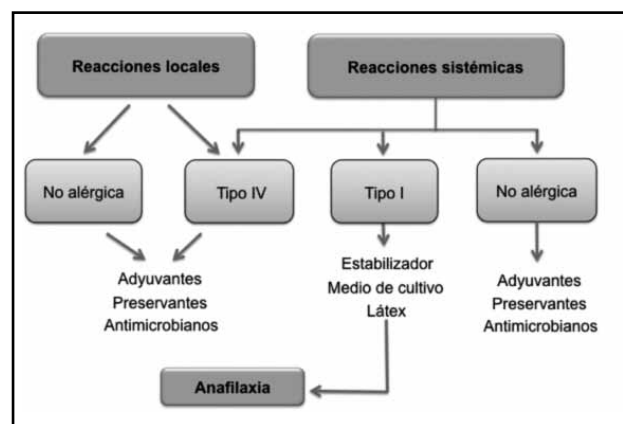 Reacciones locales
Reacciones sistémicas
No alérgica
Tipo IV
Tipo I
No alérgica
Adyuvantes
Preservantes
Antimicrobianos
Estabilizador
Medio de cultivo
Látex
Adyuvantes
Preservantes
Antimicrobianos
Anafilaxia